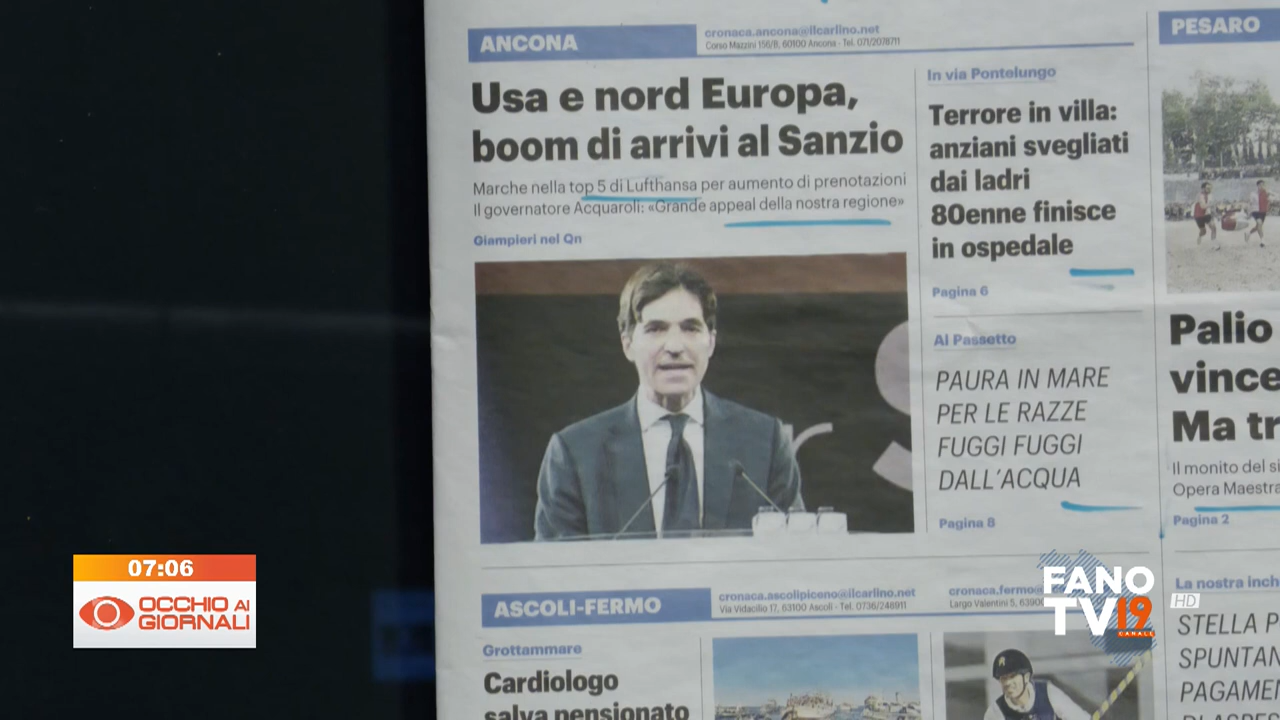 ANCONA
cronaca.ancona@ilcarlino.net
Corso Mazzini 156/B, 60100 Ancona - Tel. 071/2078711
Usa e nord Europa,
boom di arrivi al Sanzio
Marche nella top 5 di Lufthansa per aumento di prenotazioni
Il governatore Acquaroli: «Grande appeal della nostra regione»
Giampieri nel Qn
In via Pontelungo
Terrore in villa:
anziani svegliati
dai ladri
80enne finisce
in ospedale
Pagina 6
Al Passetto
PAURA IN MARE
PER LE RAZZE
FUGGI FUGGI
DALL'ACQUA
Pagina 8
PESARO
Palio
vince
Ma tr
Il monito del si
Opera Maestra
Pagina 2
ASCOLI-FERMO
cronaca.ascolipiceno@ilcarlino.net
Via Vidacilio 17, 63100 Ascoli - Tel. 0736/246911
cronaca.fermo@
Largo Valentini 5, 63900
Grottammare
Cardiologo
salva pensionato
La nostra inch
STELLA P
SPUNTAN
PAGAMEN
07:06
OCCHIO AI
GIORNALI
FANO
TV 19
CANALE
HD